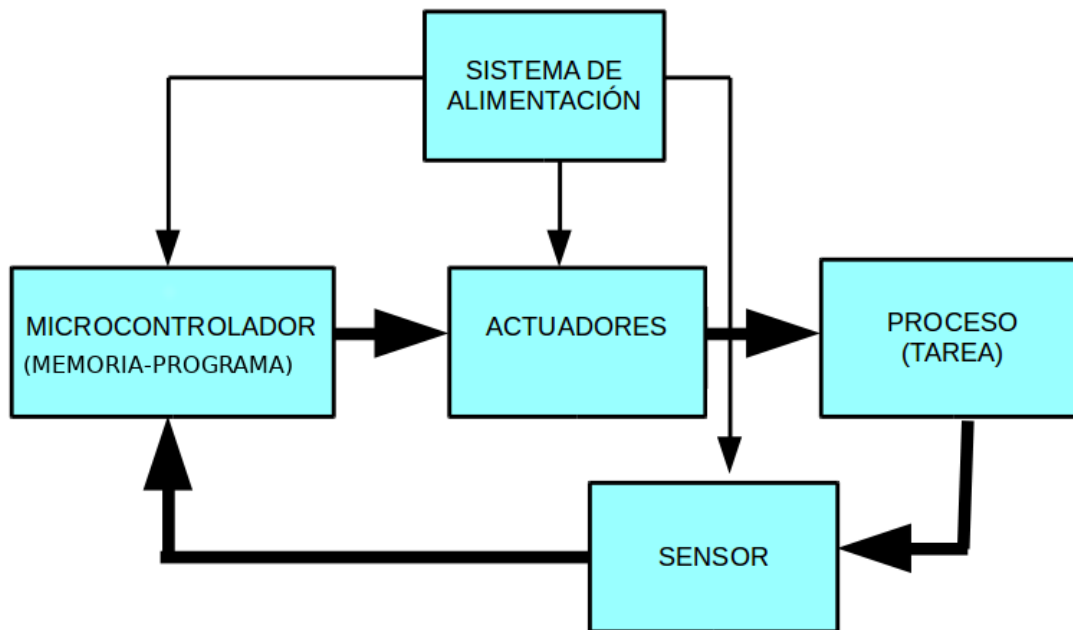 SISTEMA DE
ALIMENTACIÓN
MICROCONTROLADOR
(MEMORIA-PROGRAMA)
ACTUADORES
PROCESO
(TAREA)
SENSOR